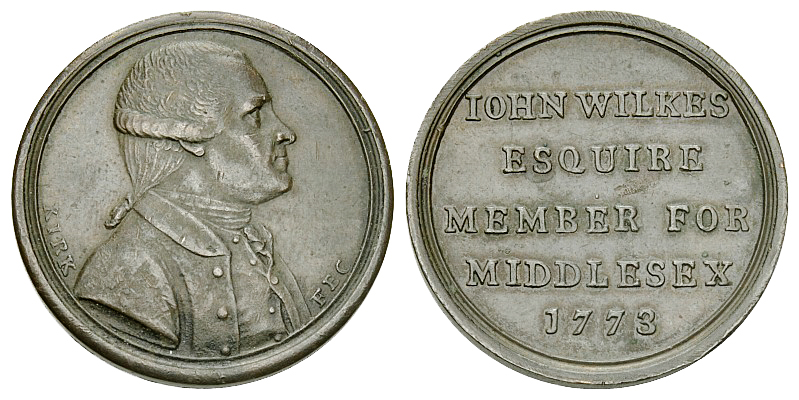 KIRK
FEC
IOHN WILKES
ESQUIRE
MEMBER FOR
MIDDLESEX
1773